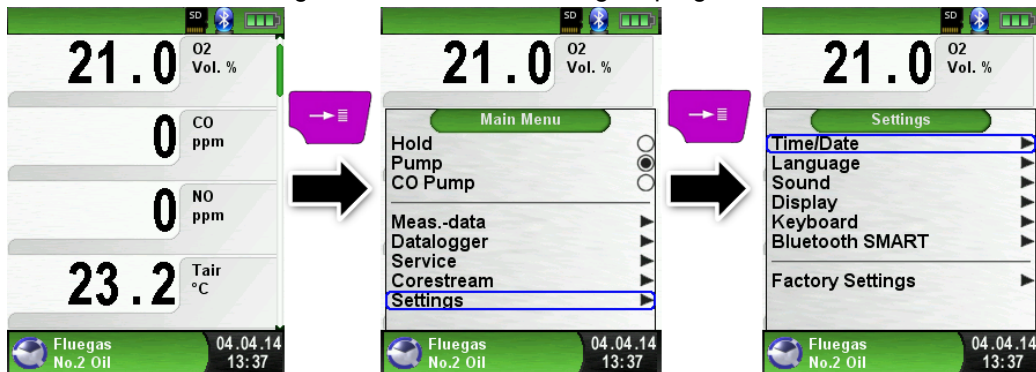 SD
21.0 O2 Vol. %
0 CO ppm
0 NO ppm
23.2 Tair °C
Fluegas 04.04.14
No.2 Oil 13:37
SD
21.0 O2 Vol. %
Main Menu
Hold
Pump
CO Pump
Meas.-data
Datalogger
Service
Corestream
Settings
Fluegas 04.04.14
No.2 Oil 13:37
SD
21.0 O2 Vol. %
Settings
Time/Date
Language
Sound
Display
Keyboard
Bluetooth SMART
Factory Settings
Fluegas 04.04.14
No.2 Oil 13:37